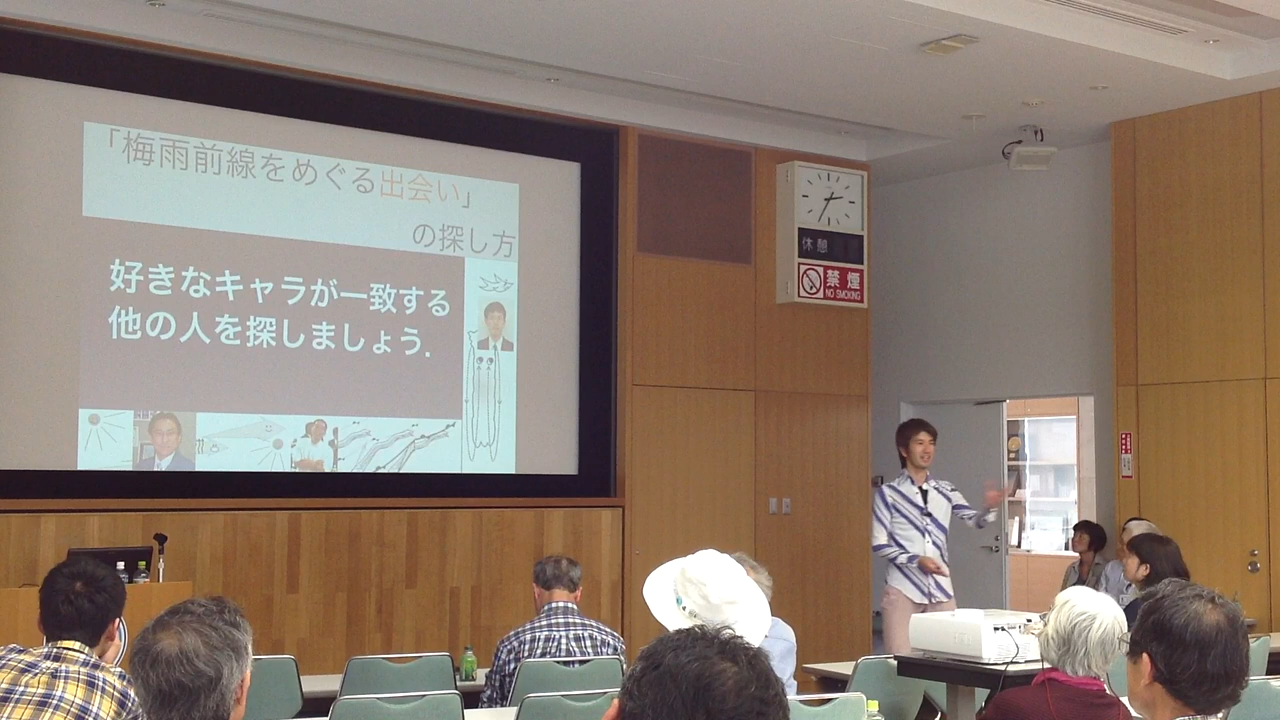 「梅雨前線をめぐる出会い」
の探し方
好きなキャラが一致する
他の人を探しましょう.
休憩
禁煙
NO SMOKING